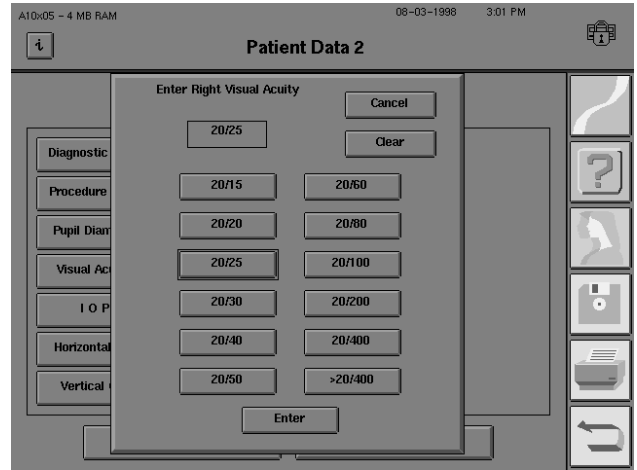 A10x05 - 4 MB RAM 08-03-1998 3:01 PM
i Patient Data 2
Enter Right Visual Acuity
Cancel
20/25
Clear
Diagnostic
20/15 20/60
Procedure
20/20 20/80
Pupil Diam
20/25 20/100
Visual Acu
20/30 20/200
I O P
20/40 20/400
Horizontal
20/50 >20/400
Vertical
Enter
?